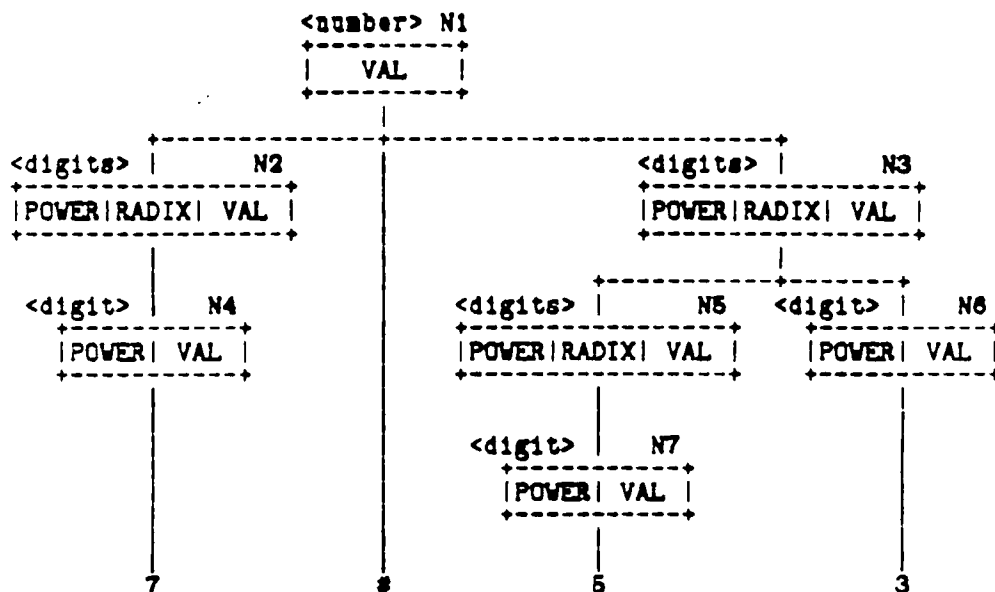 <number> N1
VAL
<digits> N2 <digits> N3
|POWER|RADIX| VAL | |POWER|RADIX| VAL |
<digit> N4 <digits> N5 <digit> N6
|POWER| VAL | |POWER|RADIX| VAL | |POWER| VAL |
<digit> N7
|POWER| VAL |
7 # 5 3